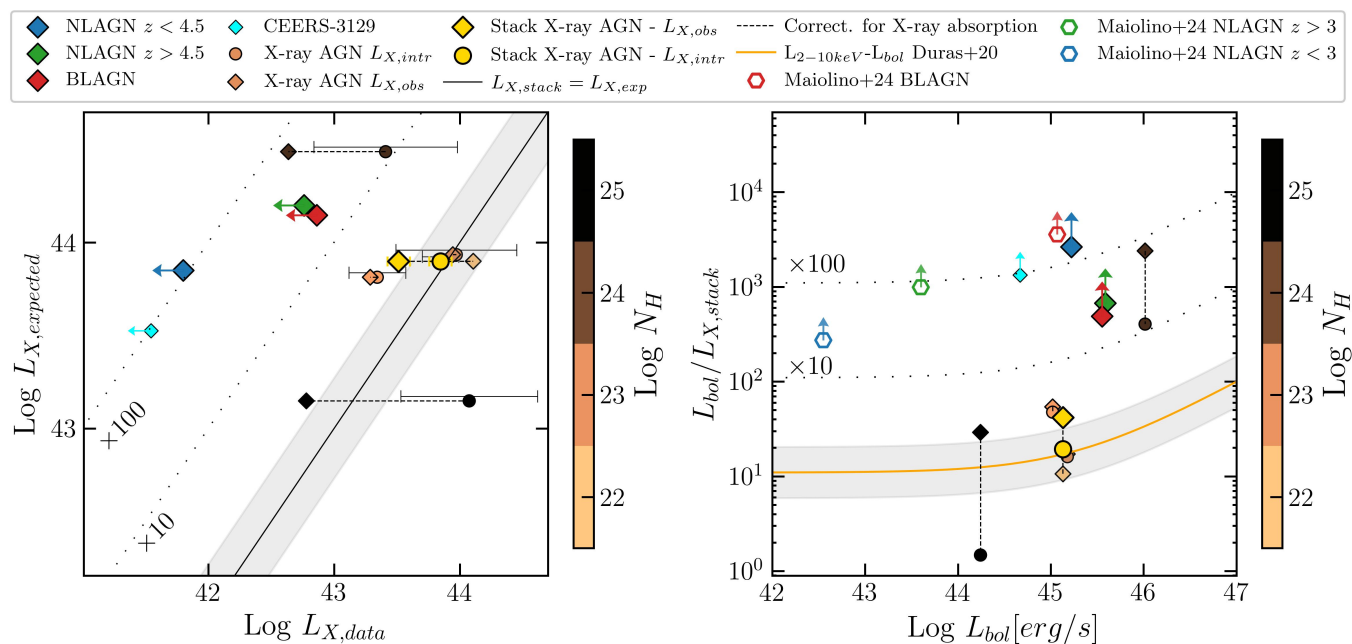 NLAGN z < 4.5
NLAGN z > 4.5
BLAGN
CEERS-3129
X-ray AGN L_{X,intr}
X-ray AGN L_{X,obs}
Stack X-ray AGN - L_{X,obs}
Stack X-ray AGN - L_{X,intr}
L_{X,stack} = L_{X,exp}
Correct. for X-ray absorption
L_{2−10keV}-L_{bol} Duras+20
Maiolino+24 BLAGN
Maiolino+24 NLAGN z > 3
Maiolino+24 NLAGN z < 3
Log L_{X,expected}
44
43
×100
×10
42
43
44
Log L_{X,data}
25
24
23
22
Log N_H
L_{bol}/L_{X,stack}
10^4
10^3
10^2
10^1
10^0
×100
×10
42
43
44
45
46
47
Log L_{bol}[erg/s]
25
24
23
22
Log N_H